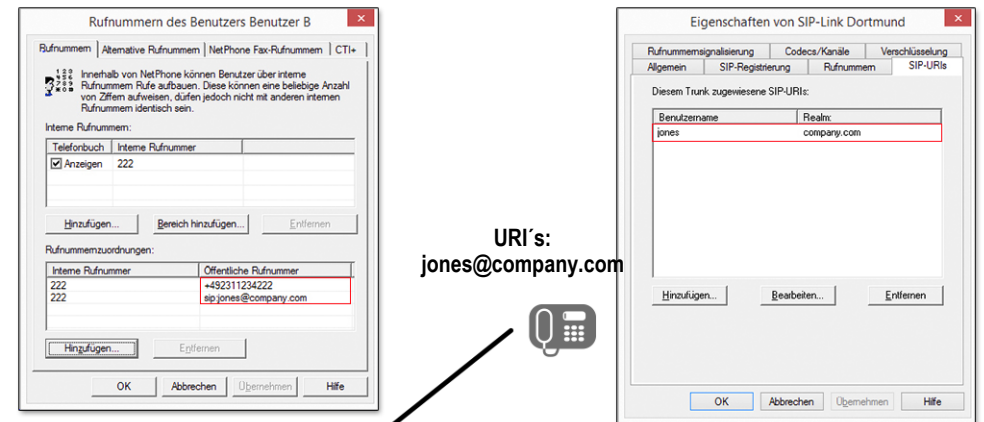 Rufnummern des Benutzers Benutzer B
Rufnummern Alternative Rufnummern NetPhone Fax-Rufnummern CTI+
Innerhalb von NetPhone können Benutzer über interne
Rufnummern Rufe aufbauen. Diese können eine beliebige Anzahl
von Ziffern aufweisen, dürfen jedoch nicht mit anderen internen
Rufnummern identisch sein.
Interne Rufnummern:
Telefonbuch Interne Rufnummer
Anzeigen 222
Hinzufügen... Bereich hinzufügen... Entfernen
Rufnummernzuordnungen:
Interne Rufnummer Öffentliche Rufnummer
222 +492311234222
222 sip:jones@company.com
Hinzufügen... Entfernen
OK Abbrechen Übernehmen Hilfe
URI´s:
jones@company.com
Eigenschaften von SIP-Link Dortmund
Rufnummernsignalisierung Codecs/Kanäle Verschlüsselung
Allgemein SIP-Registrierung Rufnummern SIP-URIs
Diesem Trunk zugewiesene SIP-URIs:
Benutzername Realm:
jones company.com
Hinzufügen... Bearbeiten... Entfernen
OK Abbrechen Übernehmen Hilfe